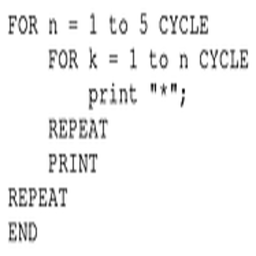 FOR n = 1 to 5 CYCLE
FOR k = 1 to n CYCLE
print "*";
REPEAT
PRINT
REPEAT
END